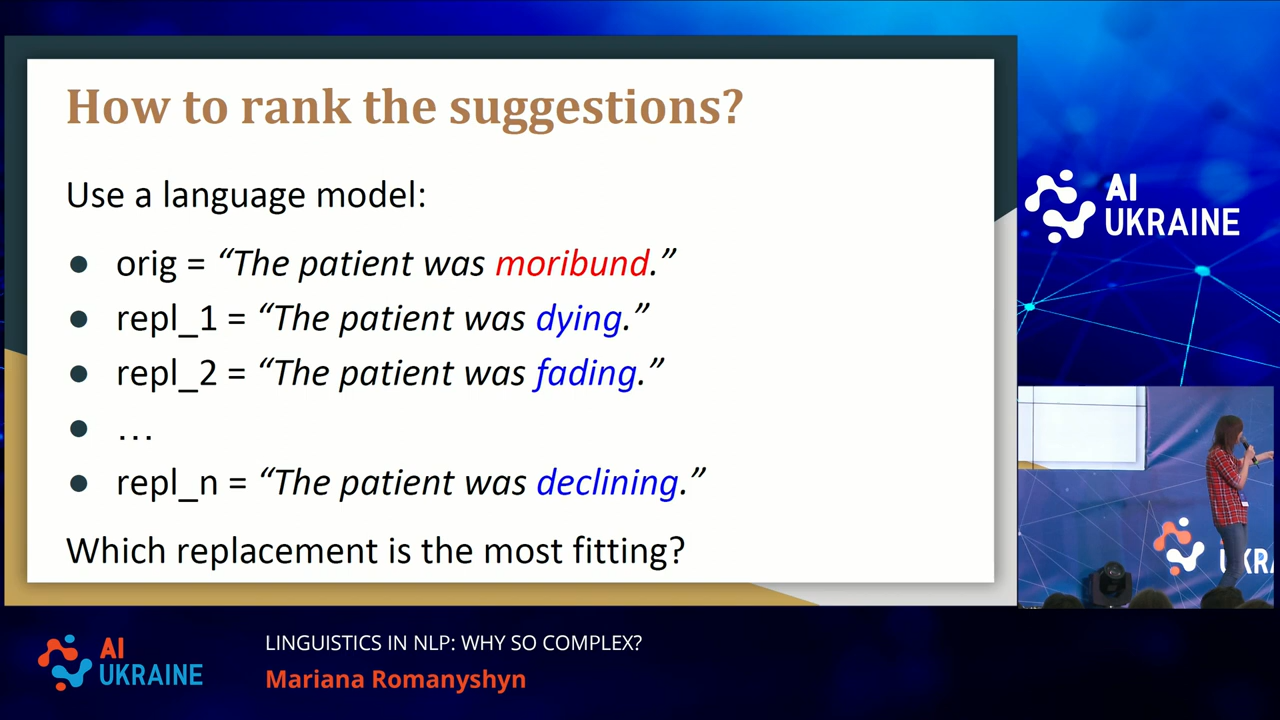 How to rank the suggestions?
Use a language model:
● orig = “The patient was moribund.”
● repl_1 = “The patient was dying.”
● repl_2 = “The patient was fading.”
● …
● repl_n = “The patient was declining.”
Which replacement is the most fitting?
AI
UKRAINE
UKR
AI
UKRAINE
LINGUISTICS IN NLP: WHY SO COMPLEX?
Mariana Romanyshyn